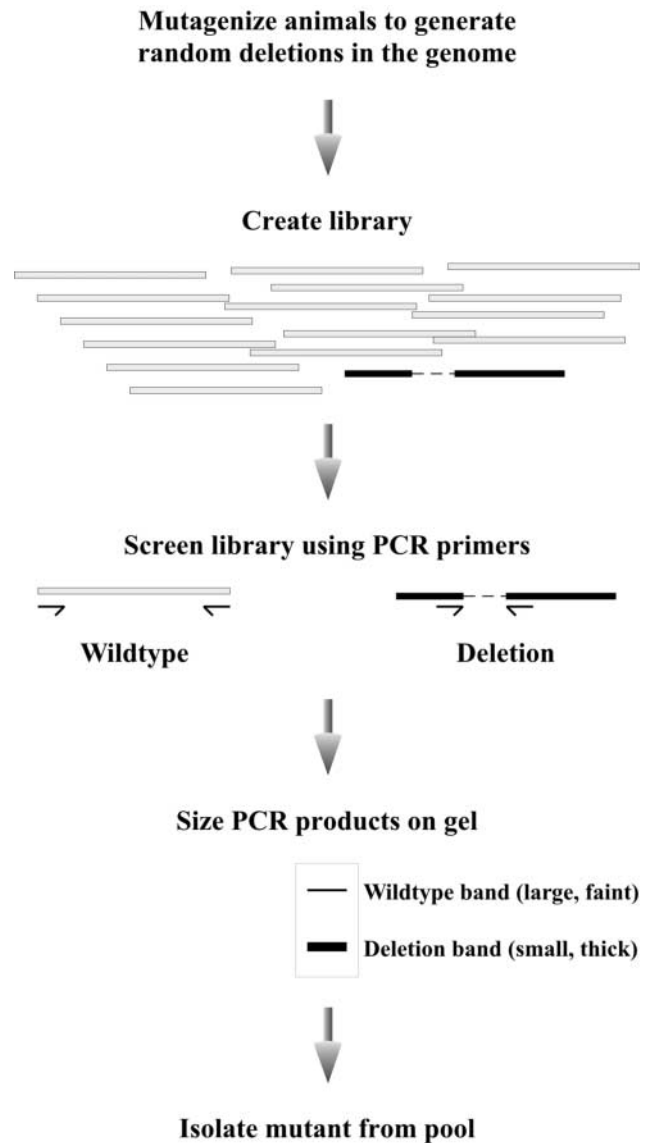 Mutagenize animals to generate
random deletions in the genome
Create library
Screen library using PCR primers
Wildtype
Deletion
Size PCR products on gel
Wildtype band (large, faint)
Deletion band (small, thick)
Isolate mutant from pool